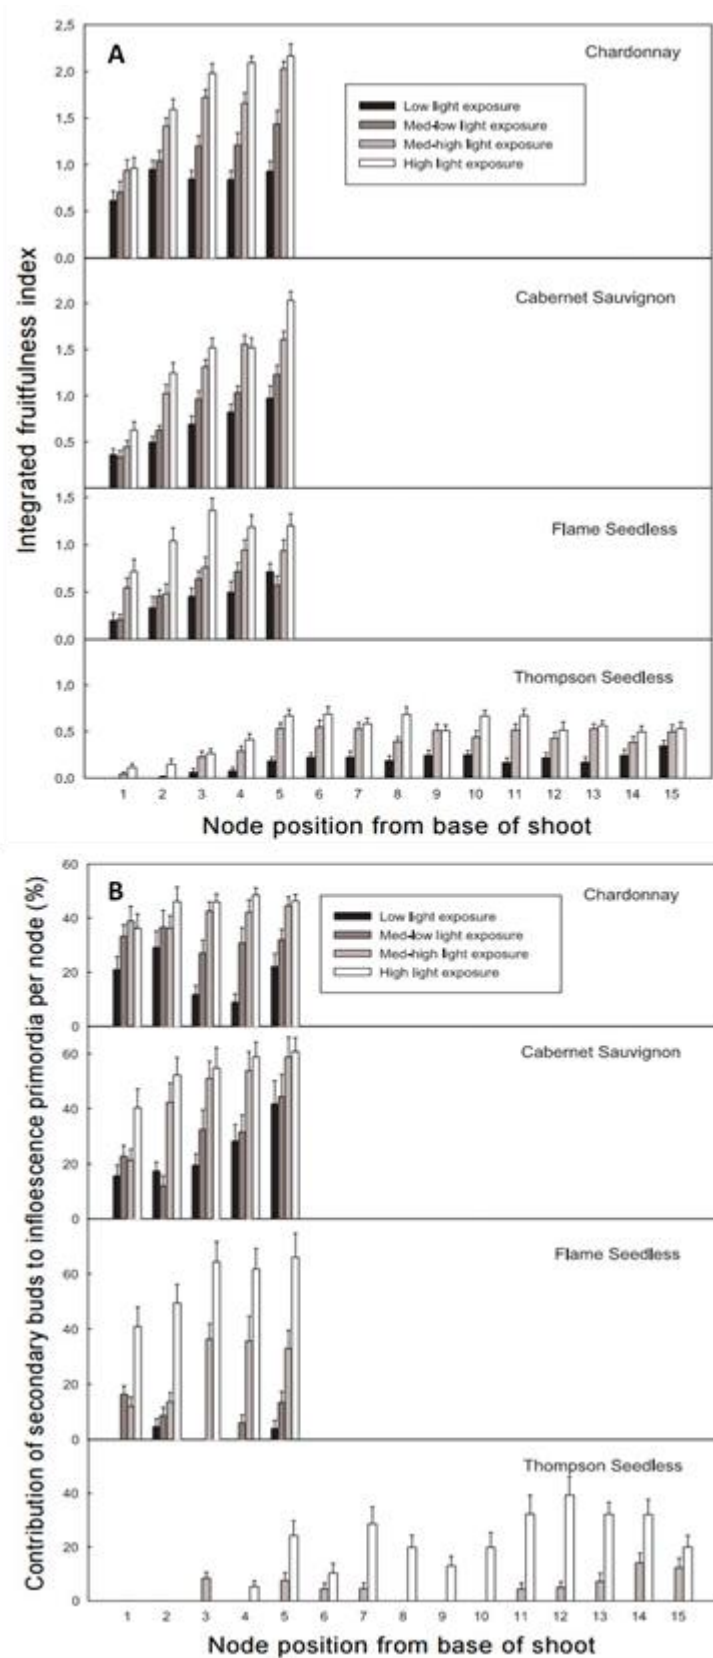 A
Chardonnay
Low light exposure
Med-low light exposure
Med-high light exposure
High light exposure
2,5
2,0
1,5
1,0
0,5
0,0
Cabernet Sauvignon
2,0
1,5
1,0
0,5
Flame Seedless
1,5
1,0
0,5
0,0
Thompson Seedless
1,0
0,5
0,0
Integrated fruitfulness index
1 2 3 4 5 6 7 8 9 10 11 12 13 14 15
Node position from base of shoot
B
Chardonnay
Low light exposure
Med-low light exposure
Med-high light exposure
High light exposure
60
40
20
0
Cabernet Sauvignon
60
40
20
0
Flame Seedless
60
40
20
0
Thompson Seedless
40
20
0
Contribution of secondary buds to infloescence primordia per node (%)
1 2 3 4 5 6 7 8 9 10 11 12 13 14 15
Node position from base of shoot